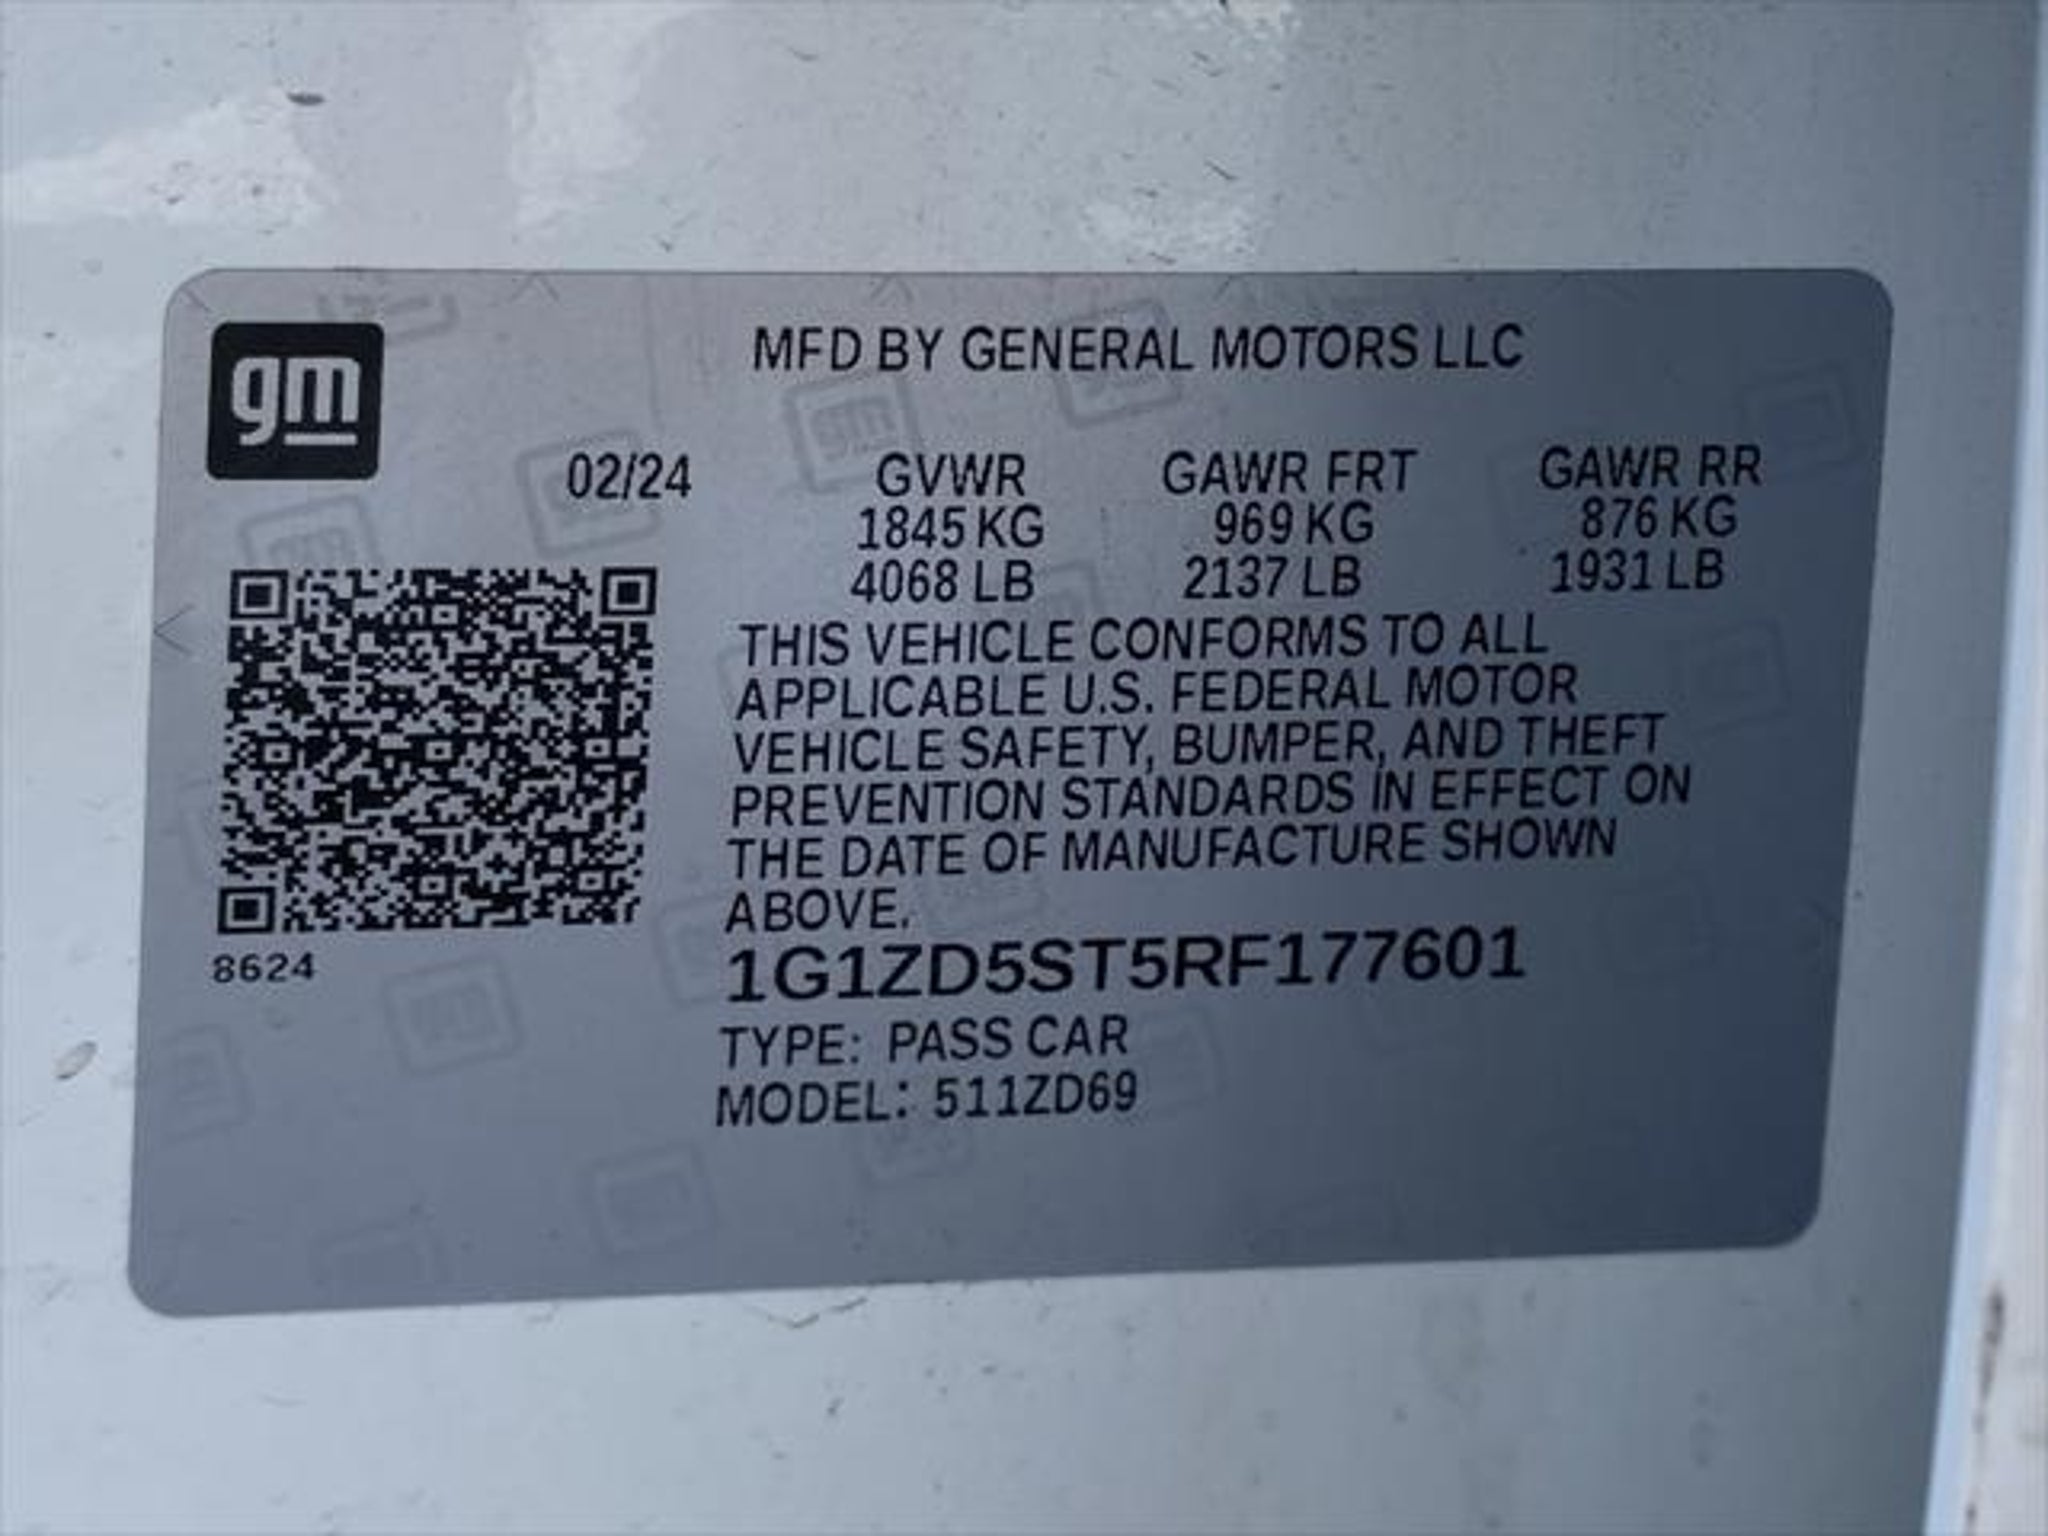 gm
MFD BY GENERAL MOTORS LLC
02/24 GVWR GAWR FRT GAWR RR
1845 KG 969 KG 876 KG
4068 LB 2137 LB 1931 LB
THIS VEHICLE CONFORMS TO ALL
APPLICABLE U.S. FEDERAL MOTOR
VEHICLE SAFETY, BUMPER, AND THEFT
PREVENTION STANDARDS IN EFFECT ON
THE DATE OF MANUFACTURE SHOWN
ABOVE.
8624
1G1ZD5ST5RF177601
TYPE: PASS CAR
MODEL: 511ZD69